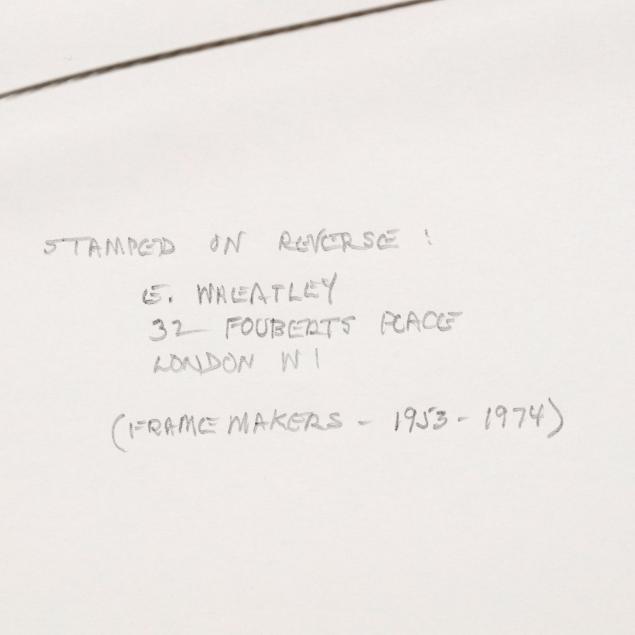 STAMPED ON REVERSE :
E. WHEATLEY
32 FOUBERTS PLACE
LONDON W1
(FRAME MAKERS - 1953 - 1974)